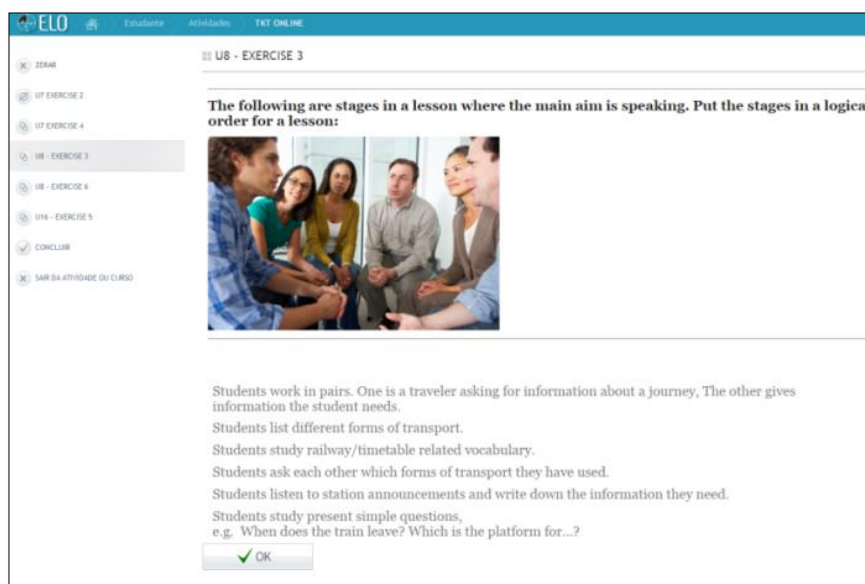 ELO Estudante Atividades TKT ONLINE
U8 - EXERCISE 3
ZERAR
U7 EXERCISE 2
U7 EXERCISE 4
U8 - EXERCISE 3
U8 - EXERCISE 6
U16 - EXERCISE 5
CONCLUIR
SAIR DA ATIVIDADE OU CURSO
The following are stages in a lesson where the main aim is speaking. Put the stages in a logica
order for a lesson:
Students work in pairs. One is a traveler asking for information about a journey, The other gives
information the student needs.
Students list different forms of transport.
Students study railway/timetable related vocabulary.
Students ask each other which forms of transport they have used.
Students listen to station announcements and write down the information they need.
Students study present simple questions,
e.g. When does the train leave? Which is the platform for...?
OK